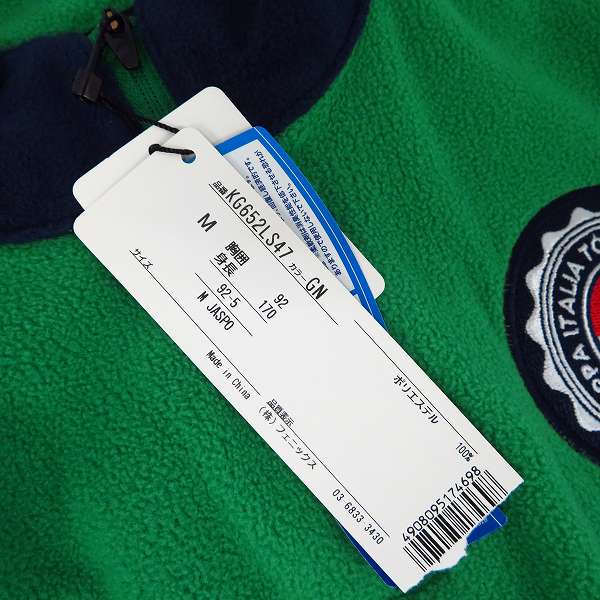 品番 KG652LS47 カラー GN
サイズ
M
胸囲 92
身長 170
92-5
M JASPO
ポリエステル 100%
Made in China
品質表示
(株) フェニックス
03 6833 3430
4908095174698
PA ITALIA TO